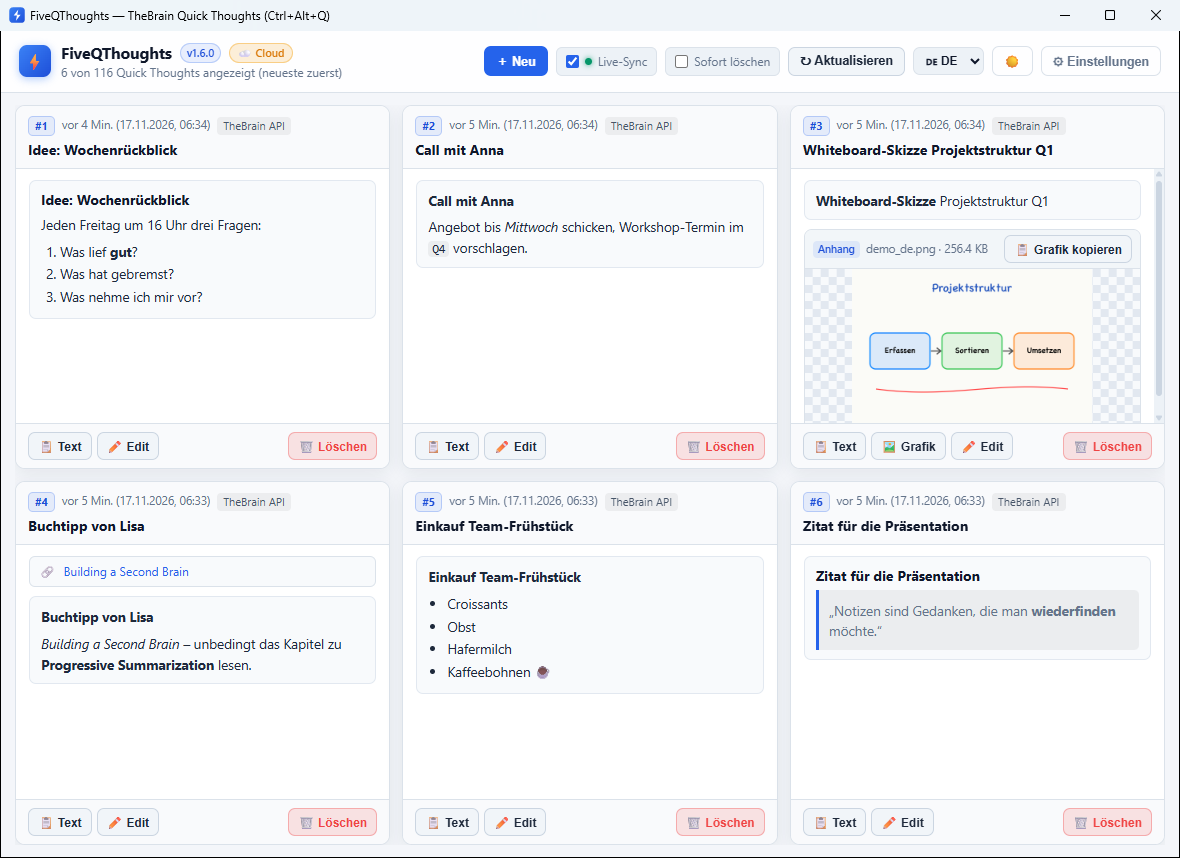 FiveQThoughts — TheBrain Quick Thoughts (Ctrl+Alt+Q)
FiveQThoughts v1.6.0 Cloud
6 von 116 Quick Thoughts angezeigt (neueste zuerst)
+ Neu
Live-Sync
Sofort löschen
↻ Aktualisieren
DE DE
⚙ Einstellungen
#1 vor 4 Min. (17.11.2026, 06:34) TheBrain API
Idee: Wochenrückblick
Idee: Wochenrückblick
Jeden Freitag um 16 Uhr drei Fragen:
1. Was lief gut?
2. Was hat gebremst?
3. Was nehme ich mir vor?
Text Edit Löschen
#2 vor 5 Min. (17.11.2026, 06:34) TheBrain API
Call mit Anna
Call mit Anna
Angebot bis Mittwoch schicken, Workshop-Termin im
Q4 vorschlagen.
Text Edit Löschen
#3 vor 5 Min. (17.11.2026, 06:34) TheBrain API
Whiteboard-Skizze Projektstruktur Q1
Whiteboard-Skizze Projektstruktur Q1
Anhang demo_de.png · 256.4 KB Grafik kopieren
Projektstruktur
Erfassen Sortieren Umsetzen
Text Grafik Edit Löschen
#4 vor 5 Min. (17.11.2026, 06:33) TheBrain API
Buchtipp von Lisa
Building a Second Brain
Buchtipp von Lisa
Building a Second Brain – unbedingt das Kapitel zu
Progressive Summarization lesen.
Text Edit Löschen
#5 vor 5 Min. (17.11.2026, 06:33) TheBrain API
Einkauf Team-Frühstück
Einkauf Team-Frühstück
• Croissants
• Obst
• Hafermilch
• Kaffeebohnen
Text Edit Löschen
#6 vor 5 Min. (17.11.2026, 06:33) TheBrain API
Zitat für die Präsentation
Zitat für die Präsentation
„Notizen sind Gedanken, die man wiederfinden
möchte.“
Text Edit Löschen